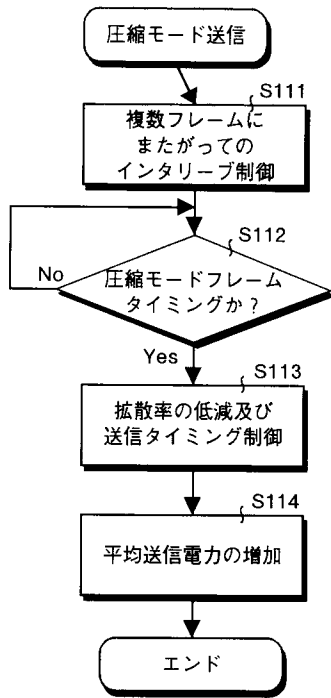 圧縮モード送信
S111
複数フレームに
またがっての
インタリーブ制御
S112
圧縮モードフレーム
タイミングか?
No
Yes
S113
拡散率の低減及び
送信タイミング制御
S114
平均送信電力の増加
エンド